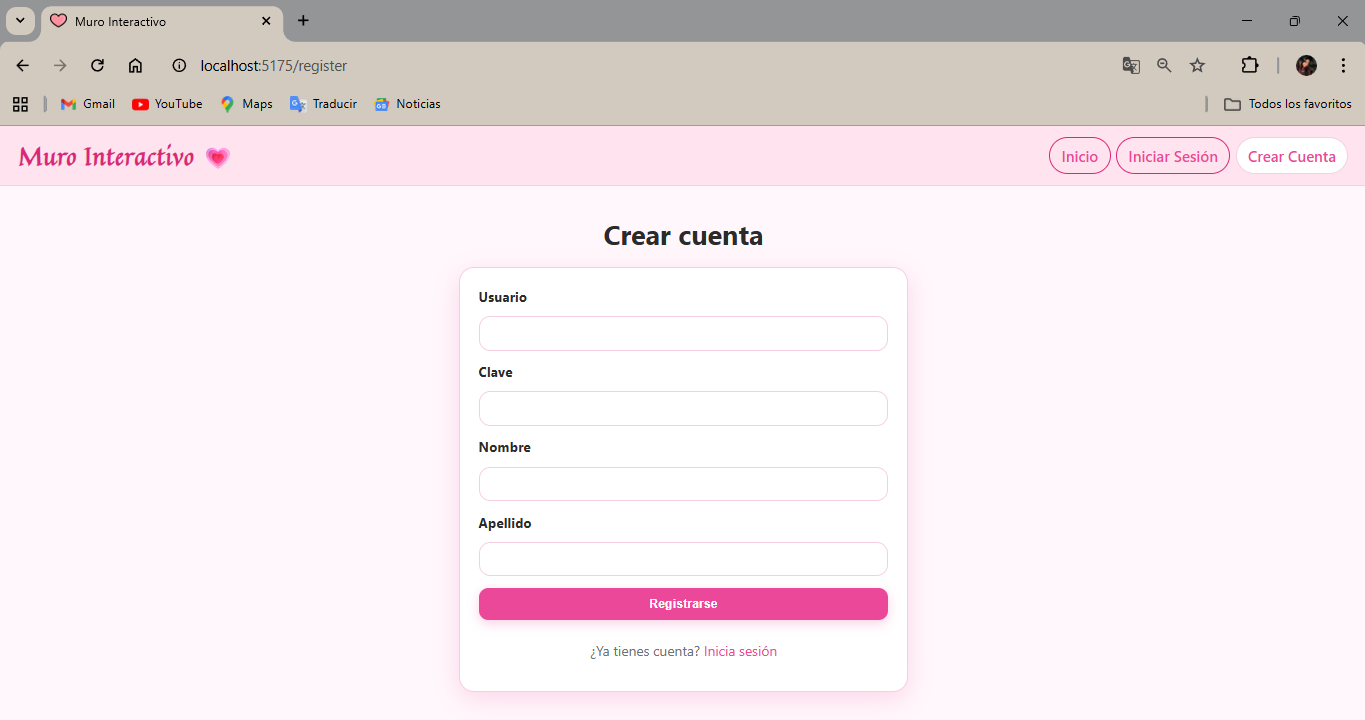 Muro Interactivo
localhost:5175/register
Gmail YouTube Maps Traducir Noticias Todos los favoritos
Muro Interactivo Inicio Iniciar Sesión Crear Cuenta
Crear cuenta
Usuario
Clave
Nombre
Apellido
Registrarse
¿Ya tienes cuenta? Inicia sesión